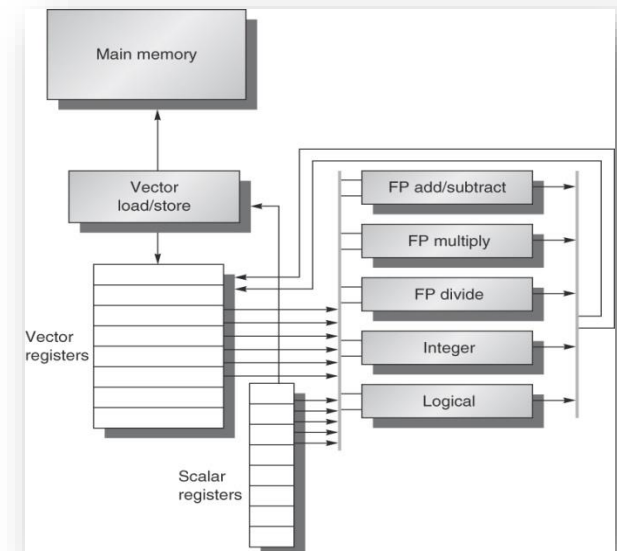 Main memory
Vector
load/store
FP add/subtract
FP multiply
FP divide
Integer
Logical
Vector
registers
Scalar
registers